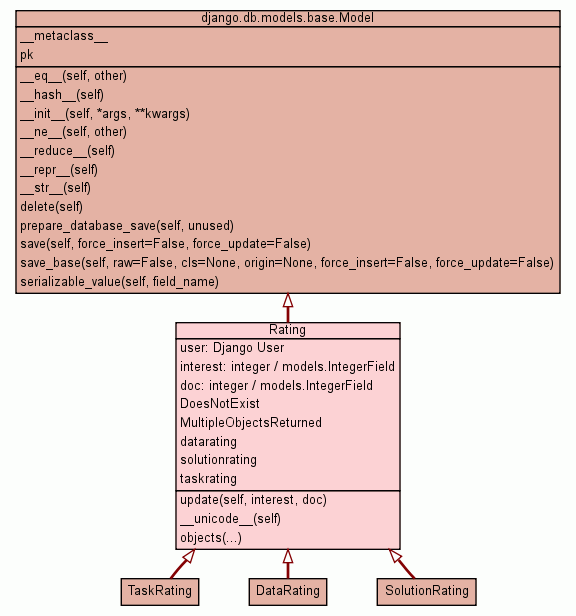 django.db.models.base.Model
__metaclass__
pk
__eq__(self, other)
__hash__(self)
__init__(self, *args, **kwargs)
__ne__(self, other)
__reduce__(self)
__repr__(self)
__str__(self)
delete(self)
prepare_database_save(self, unused)
save(self, force_insert=False, force_update=False)
save_base(self, raw=False, cls=None, origin=None, force_insert=False, force_update=False)
serializable_value(self, field_name)
Rating
user: Django User
interest: integer / models.IntegerField
doc: integer / models.IntegerField
DoesNotExist
MultipleObjectsReturned
datarating
solutionrating
taskrating
update(self, interest, doc)
__unicode__(self)
objects(...)
TaskRating
DataRating
SolutionRating